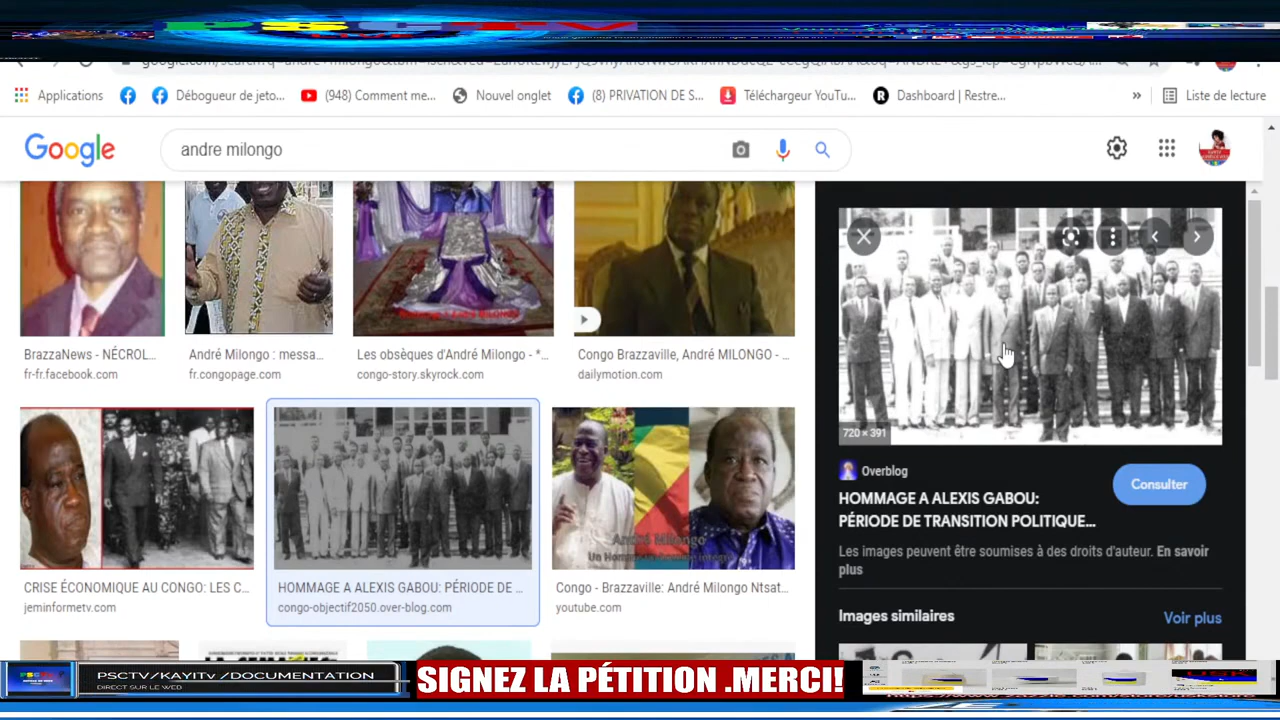 PSCTV
Applications
Débogueur de jeto...
(948) Comment me...
Nouvel onglet
(8) PRIVATION DE S...
Téléchargeur YouTu...
Dashboard | Restre...
»
Liste de lecture
Google
andre milongo
BrazzaNews - NÉCROL...
fr-fr.facebook.com
André Milongo : messa...
fr.congopage.com
Les obsèques d'André Milongo - *...
congo-story.skyrock.com
Congo Brazzaville, André MILONGO - ...
dailymotion.com
720 × 391
Overblog
Consulter
HOMMAGE A ALEXIS GABOU:
PÉRIODE DE TRANSITION POLITIQUE...
Les images peuvent être soumises à des droits d'auteur. En savoir
plus
André Milongo
CRISE ÉCONOMIQUE AU CONGO: LES C...
jeminformetv.com
HOMMAGE A ALEXIS GABOU: PÉRIODE DE ...
congo-objectif2050.over-blog.com
Congo - Brazzaville: André Milongo Ntsat...
youtube.com
Images similaires
Voir plus
PSCTV/KAYITV/DOCUMENTATION
DIRECT SUR LE WEB
SIGNEZ LA PÉTITION .MERCI!